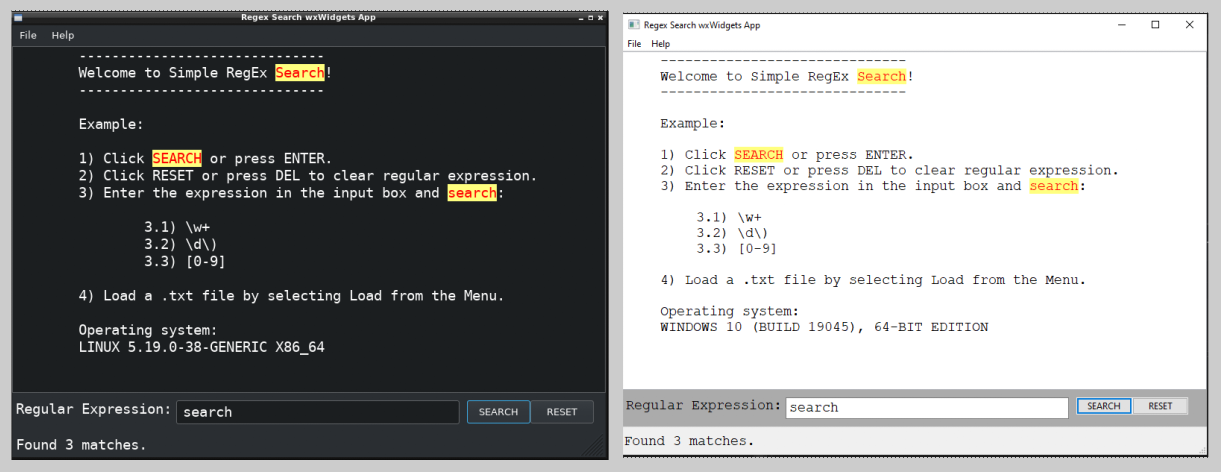 Regex Search wxWidgets App
File Help
------------------------------
Welcome to Simple RegEx Search!
------------------------------
Example:
1) Click SEARCH or press ENTER.
2) Click RESET or press DEL to clear regular expression.
3) Enter the expression in the input box and search:
3.1) \w+
3.2) \d\)
3.3) [0-9]
4) Load a .txt file by selecting Load from the Menu.
Operating system:
LINUX 5.19.0-38-GENERIC X86_64
Regular Expression: search SEARCH RESET
Found 3 matches.
Regex Search wxWidgets App
File Help
------------------------------
Welcome to Simple RegEx Search!
------------------------------
Example:
1) Click SEARCH or press ENTER.
2) Click RESET or press DEL to clear regular expression.
3) Enter the expression in the input box and search:
3.1) \w+
3.2) \d\)
3.3) [0-9]
4) Load a .txt file by selecting Load from the Menu.
Operating system:
WINDOWS 10 (BUILD 19045), 64-BIT EDITION
Regular Expression: search SEARCH RESET
Found 3 matches.